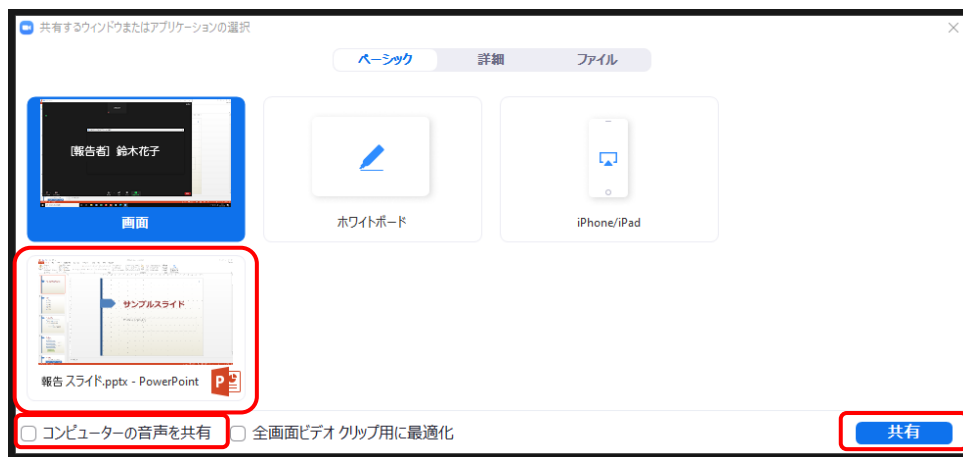 共有するウィンドウまたはアプリケーションの選択
ベーシック 詳細 ファイル
[報告者] 鈴木花子
画面
ホワイトボード
iPhone/iPad
サンプルスライド
報告スライド.pptx - PowerPoint
コンピューターの音声を共有
全画面ビデオ クリップ用に最適化
共有